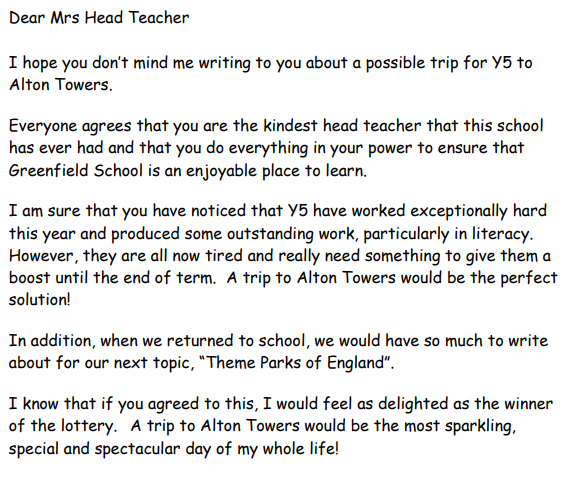 Dear Mrs Head Teacher
I hope you don't mind me writing to you about a possible trip for Y5 to
Alton Towers.
Everyone agrees that you are the kindest head teacher that this school
has ever had and that you do everything in your power to ensure that
Greenfield School is an enjoyable place to learn.
I am sure that you have noticed that Y5 have worked exceptionally hard
this year and produced some outstanding work, particularly in literacy.
However, they are all now tired and really need something to give them a
boost until the end of term.  A trip to Alton Towers would be the perfect
solution!
In addition, when we returned to school, we would have so much to write
about for our next topic, “Theme Parks of England”.
I know that if you agreed to this, I would feel as delighted as the winner
of the lottery.  A trip to Alton Towers would be the most sparkling,
special and spectacular day of my whole life!